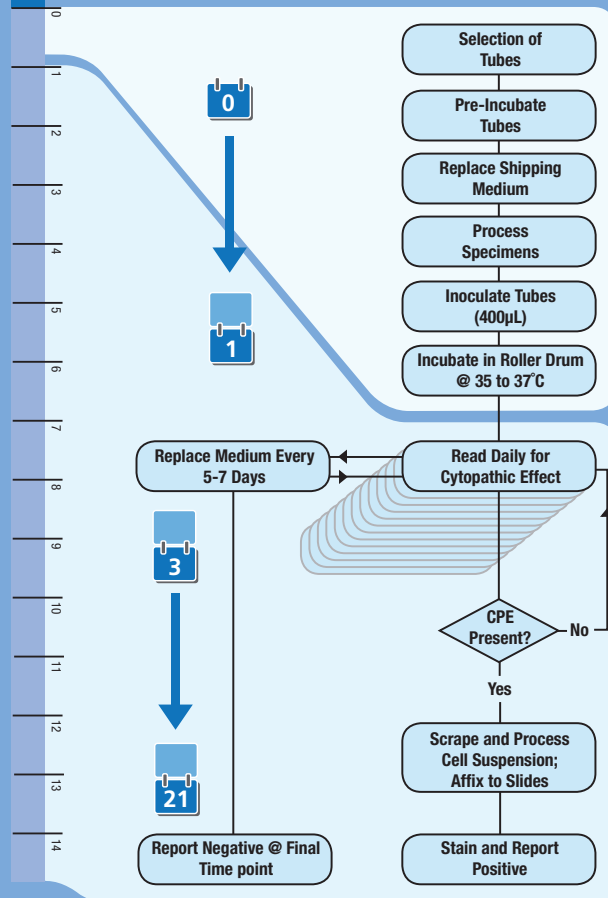 0
1
2
3
4
5
6
7
8
9
10
11
12
13
14
0
1
3
21
Selection of
Tubes
Pre-Incubate
Tubes
Replace Shipping
Medium
Process
Specimens
Inoculate Tubes
(400µL)
Incubate in Roller Drum
@ 35 to 37°C
Replace Medium Every
5-7 Days
Read Daily for
Cytopathic Effect
CPE
Present?
No
Yes
Scrape and Process
Cell Suspension;
Affix to Slides
Report Negative @ Final
Time point
Stain and Report
Positive